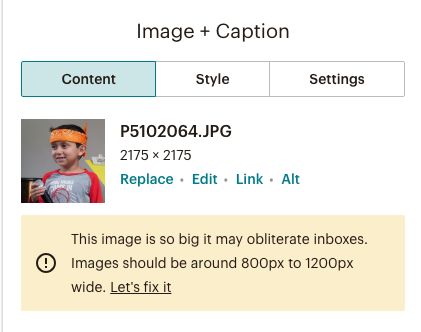 Image + Caption
Content
Style
Settings
P5102064.JPG
2175 × 2175
Replace • Edit • Link • Alt
This image is so big it may obliterate inboxes.
Images should be around 800px to 1200px
wide. Let's fix it